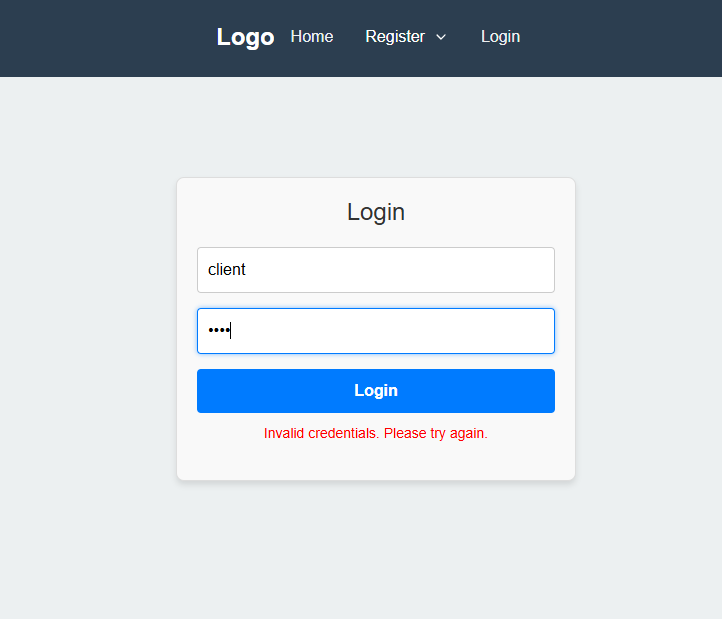 Logo Home Register Login
Login
client
••••
Login
Invalid credentials. Please try again.